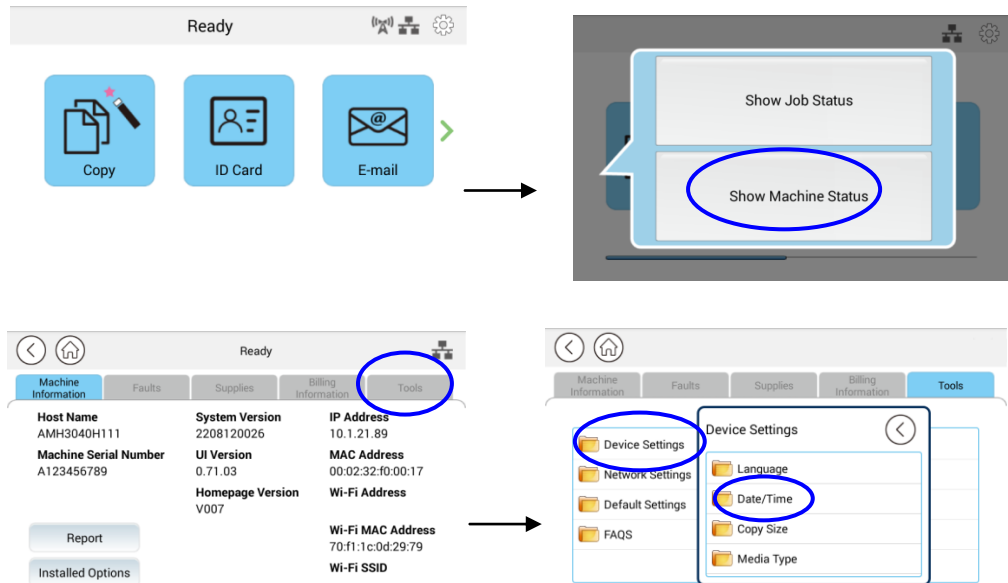 Ready
Copy
ID Card
@
E-mail
Show Job Status
Show Machine Status
Ready
Machine Information
Faults
Supplies
Billing Information
Tools
Host Name
AMH3040H111
Machine Serial Number
A123456789
System Version
2208120026
UI Version
0.71.03
Homepage Version
V007
IP Address
10.1.21.89
MAC Address
00:02:32:f0:00:17
Wi-Fi Address
Wi-Fi MAC Address
70:f1:1c:0d:29:79
Wi-Fi SSID
Report
Installed Options
Machine Information
Faults
Supplies
Billing Information
Tools
Device Settings
Network Settings
Default Settings
FAQS
Device Settings
Language
Date/Time
Copy Size
Media Type